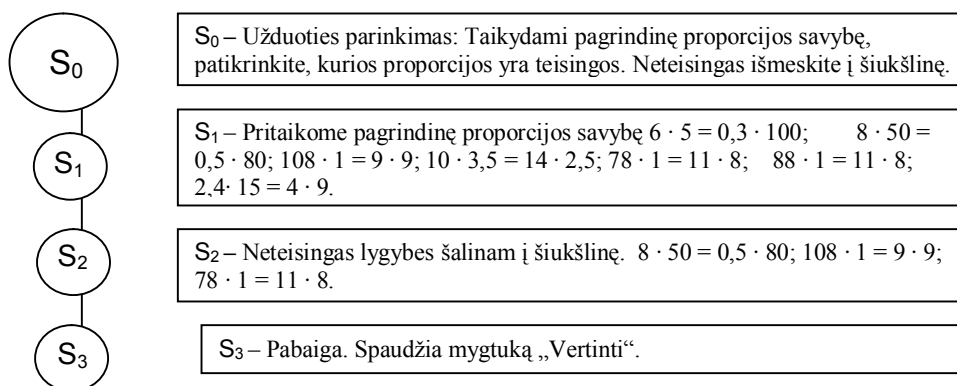 S₀
S₀ – Užduoties parinkimas: Taikydami pagrindinę proporcijos savybę,
patikrinkite, kurios proporcijos yra teisingos. Neteisingas išmeskite į šiukšlinę.
S₁
S₁ – Pritaikome pagrindinę proporcijos savybę 6 · 5 = 0,3 · 100; 8 · 50 =
0,5 · 80; 108 · 1 = 9 · 9; 10 · 3,5 = 14 · 2,5; 78 · 1 = 11 · 8; 88 · 1 = 11 · 8;
2,4· 15 = 4 · 9.
S₂
S₂ – Neteisingas lygybes šalinam į šiukšlinę. 8 · 50 = 0,5 · 80; 108 · 1 = 9 · 9;
78 · 1 = 11 · 8.
S₃
S₃ – Pabaiga. Spaudžia mygtuką „Vertinti“.